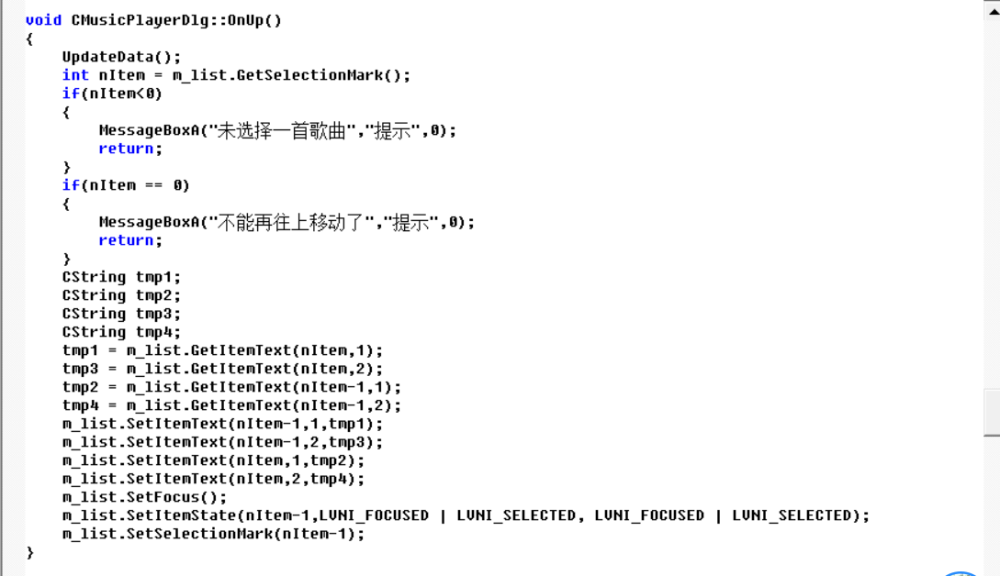 void CMusicPlayerDlg::OnUp()
{
    UpdateData();
    int nItem = m_list.GetSelectionMark();
    if(nItem<0)
    {
        MessageBoxA("未选择一首歌曲","提示",0);
        return;
    }
    if(nItem == 0)
    {
        MessageBoxA("不能再往上移动了","提示",0);
        return;
    }
    CString tmp1;
    CString tmp2;
    CString tmp3;
    CString tmp4;
    tmp1 = m_list.GetItemText(nItem,1);
    tmp3 = m_list.GetItemText(nItem,2);
    tmp2 = m_list.GetItemText(nItem-1,1);
    tmp4 = m_list.GetItemText(nItem-1,2);
    m_list.SetItemText(nItem-1,1,tmp1);
    m_list.SetItemText(nItem-1,2,tmp3);
    m_list.SetItemText(nItem,1,tmp2);
    m_list.SetItemText(nItem,2,tmp4);
    m_list.SetFocus();
    m_list.SetItemState(nItem-1,LVNI_FOCUSED | LVNI_SELECTED, LVNI_FOCUSED | LVNI_SELECTED);
    m_list.SetSelectionMark(nItem-1);
}